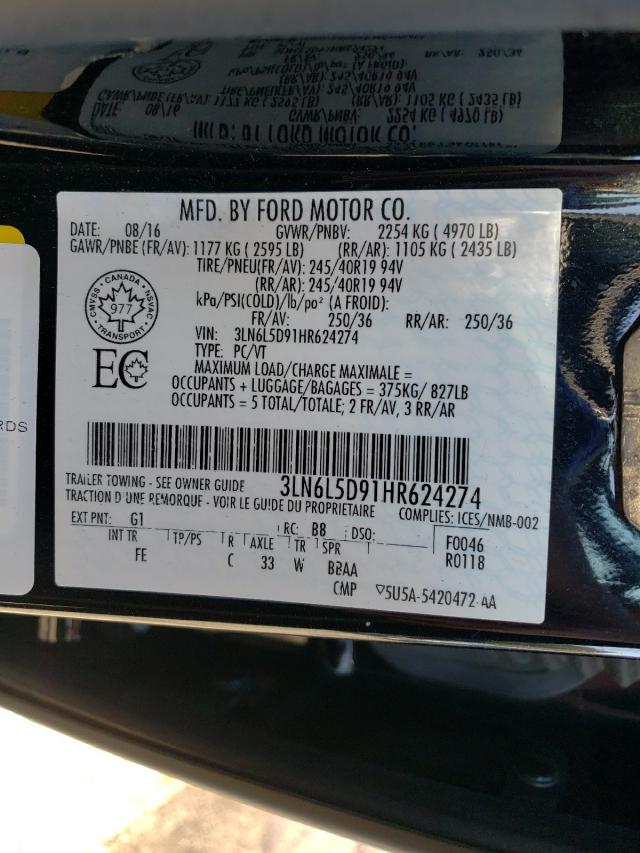 MFD. BY FORD MOTOR CO.
DATE: 08/16 GVWR/PNBV: 2254 KG ( 4970 LB)
GAWR/PNBE (FR/AV): 1177 KG ( 2595 LB) (RR/AR): 1105 KG ( 2435 LB)
TIRE/PNEU(FR/AV): 245/40R19 94V
(RR/AR): 245/40R19 94V
kPa/PSI(COLD)/lb/po² (A FROID):
FR/AV: 250/36 RR/AR: 250/36
CMVSS · CANADA · NSVAC
977
TRANSPORT
VIN: 3LN6L5D91HR624274
TYPE: PC/VT
EC
MAXIMUM LOAD/CHARGE MAXIMALE =
OCCUPANTS + LUGGAGE/BAGAGES = 375KG/ 827LB
OCCUPANTS = 5 TOTAL/TOTALE; 2 FR/AV, 3 RR/AR
RDS
TRAILER TOWING - SEE OWNER GUIDE 3LN6L5D91HR624274
TRACTION D'UNE REMORQUE - VOIR LE GUIDE DU PROPRIETAIRE COMPLIES: ICES/NMB-002
EXT PNT: G1 RC: B8 DSO: F0046
INT TR TP/PS R AXLE TR SPR R0118
FE C 33 W BBAA
CMP ▽5U5A-5420472-AA